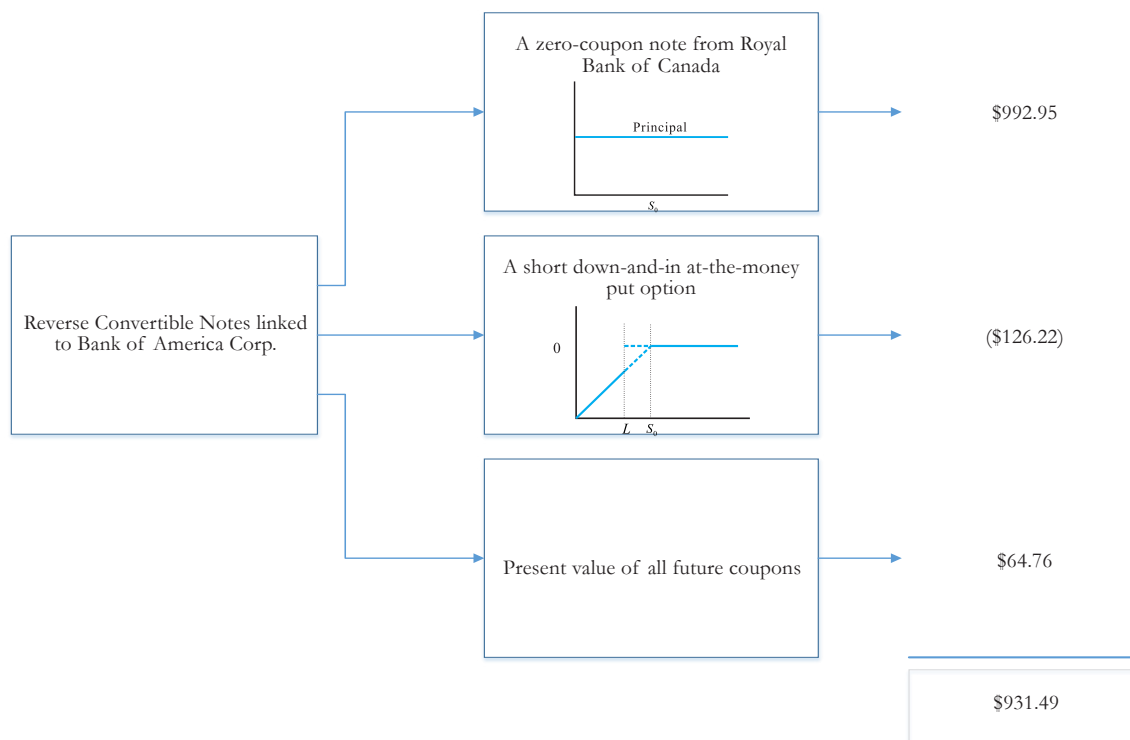 A zero-coupon note from Royal
Bank of Canada
Principal
S₀
$992.95
Reverse Convertible Notes linked
to Bank of America Corp.
A short down-and-in at-the-money
put option
0
L S₀
($126.22)
Present value of all future coupons
$64.76
$931.49